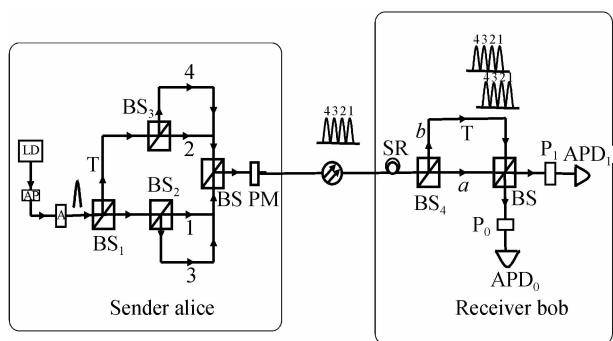 4
BS3
2
LD
AP
A
T
BS1
BS2
1
3
BS PM
Sender alice
4321
4321
4321
SR
b
T
a
BS4
BS
P1
APD1
P0
APD0
Receiver bob